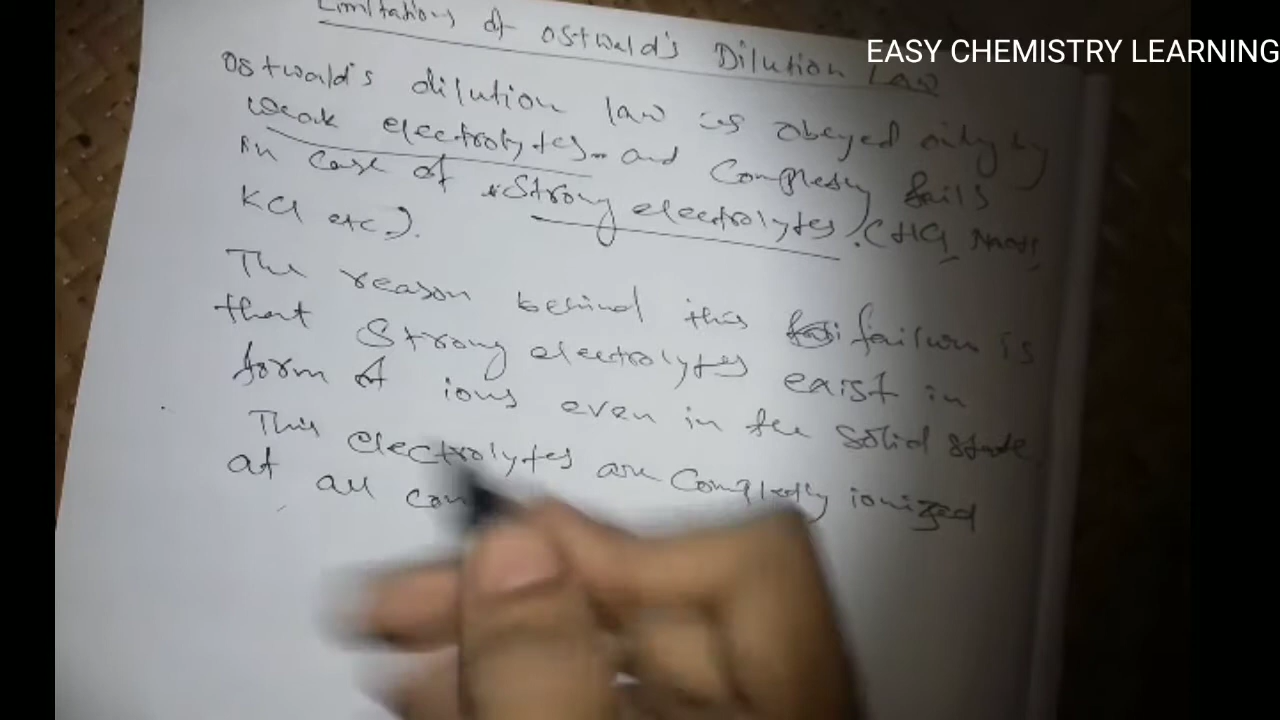 Limitations of Ostwald's Dilution Law
EASY CHEMISTRY LEARNING
Ostwald's dilution law is obeyed only by
weak electrolytes and completely fails
in case of strong electrolytes. (HCl, NaOH,
KCl etc).
The reason behind this failure is
that strong electrolytes exist in
form of ions even in the solid state.
This electrolytes are completly ionized
at all con